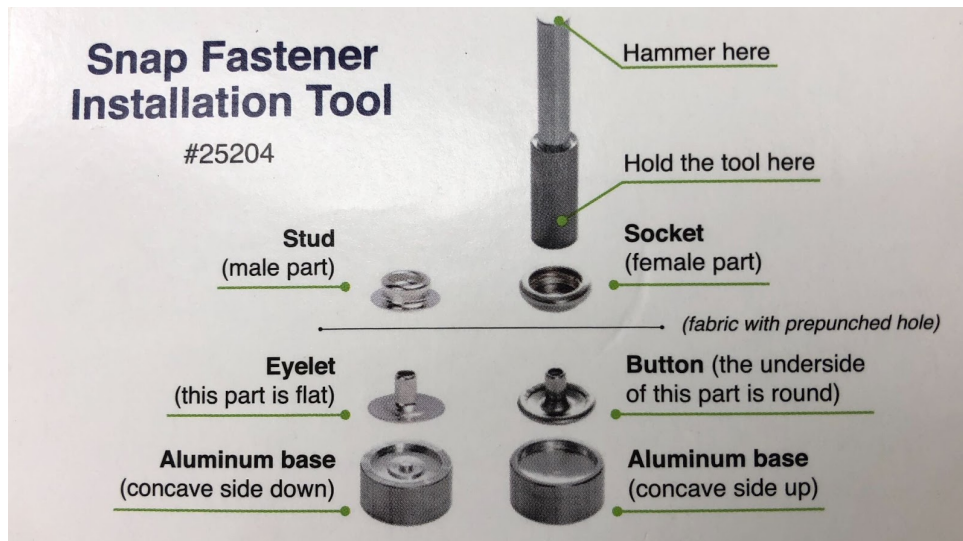 Snap Fastener
Installation Tool
#25204
Hammer here
Hold the tool here
Stud
(male part)
Socket
(female part)
(fabric with prepunched hole)
Eyelet
(this part is flat)
Button (the underside
of this part is round)
Aluminum base
(concave side down)
Aluminum base
(concave side up)